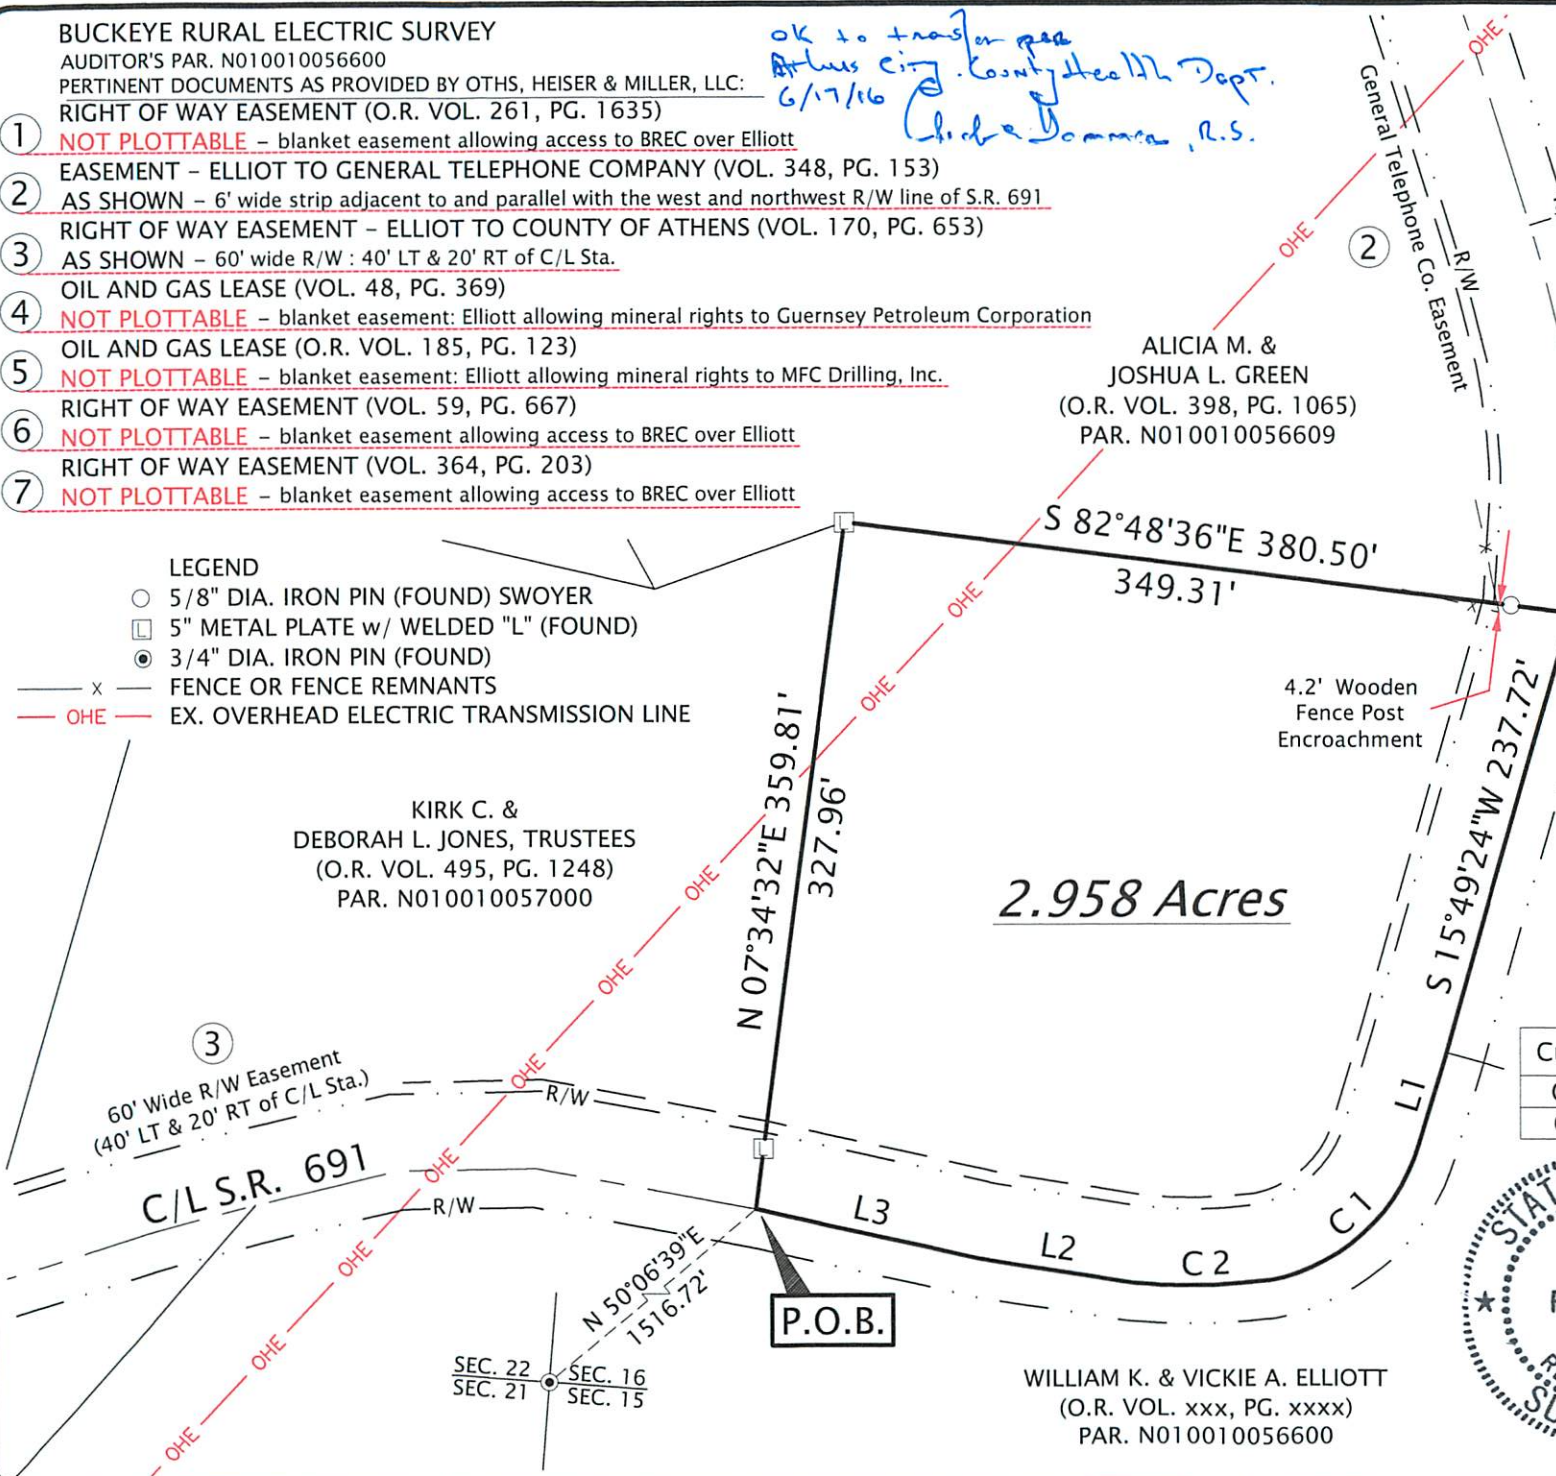 BUCKEYE RURAL ELECTRIC SURVEY
AUDITOR'S PAR. N010010056600
PERTINENT DOCUMENTS AS PROVIDED BY OTHS, HEISER & MILLER, LLC:
ok to transfer per
Athens City. County Health Dept.
6/17/16
R.S.
1 RIGHT OF WAY EASEMENT (O.R. VOL. 261, PG. 1635)
NOT PLOTTABLE – blanket easement allowing access to BREC over Elliott
2 EASEMENT – ELLIOT TO GENERAL TELEPHONE COMPANY (VOL. 348, PG. 153)
AS SHOWN – 6' wide strip adjacent to and parallel with the west and northwest R/W line of S.R. 691
3 RIGHT OF WAY EASEMENT – ELLIOT TO COUNTY OF ATHENS (VOL. 170, PG. 653)
AS SHOWN – 60' wide R/W : 40' LT & 20' RT of C/L Sta.
4 OIL AND GAS LEASE (VOL. 48, PG. 369)
NOT PLOTTABLE – blanket easement: Elliott allowing mineral rights to Guernsey Petroleum Corporation
5 OIL AND GAS LEASE (O.R. VOL. 185, PG. 123)
NOT PLOTTABLE – blanket easement: Elliott allowing mineral rights to MFC Drilling, Inc.
6 RIGHT OF WAY EASEMENT (VOL. 59, PG. 667)
NOT PLOTTABLE – blanket easement allowing access to BREC over Elliott
7 RIGHT OF WAY EASEMENT (VOL. 364, PG. 203)
NOT PLOTTABLE – blanket easement allowing access to BREC over Elliott
LEGEND
5/8" DIA. IRON PIN (FOUND) SWOYER
L 5" METAL PLATE w/ WELDED "L" (FOUND)
3/4" DIA. IRON PIN (FOUND)
x FENCE OR FENCE REMNANTS
OHE EX. OVERHEAD ELECTRIC TRANSMISSION LINE
General Telephone Co. Easement
2
R/W
OHE
OHE
ALICIA M. &
JOSHUA L. GREEN
(O.R. VOL. 398, PG. 1065)
PAR. N010010056609
L
S 82°48'36"E 380.50'
349.31'
x
x
OHE
OHE
4.2' Wooden
Fence Post
Encroachment
KIRK C. &
DEBORAH L. JONES, TRUSTEES
(O.R. VOL. 495, PG. 1248)
PAR. N010010057000
N 07°34'32"E 359.81'
327.96'
2.958 Acres
S 15°49'24"W 237.72'
OHE
OHE
OHE
3
60' Wide R/W Easement
(40' LT & 20' RT of C/L Sta.)
R/W
C/L S.R. 691
R/W
L
OHE
OHE
OHE
OHE
L1
L3
L2
C 2
C 1
N 50°06'39"E
1516.72'
P.O.B.
SEC. 22
SEC. 21
SEC. 16
SEC. 15
WILLIAM K. & VICKIE A. ELLIOTT
(O.R. VOL. xxx, PG. xxxx)
PAR. N010010056600
STAT